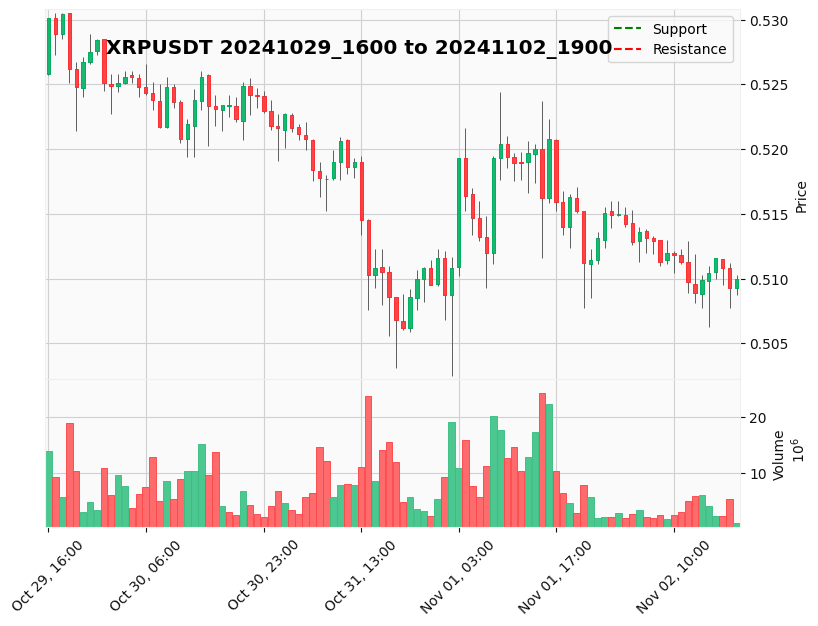 XRPUSDT 20241029_1600 to 20241102_1900
Support
Resistance
0.530
0.525
0.520
0.515
0.510
0.505
Price
20
10
Volume
10^6
Oct 29, 16:00
Oct 30, 06:00
Oct 30, 23:00
Oct 31, 13:00
Nov 01, 03:00
Nov 01, 17:00
Nov 02, 10:00